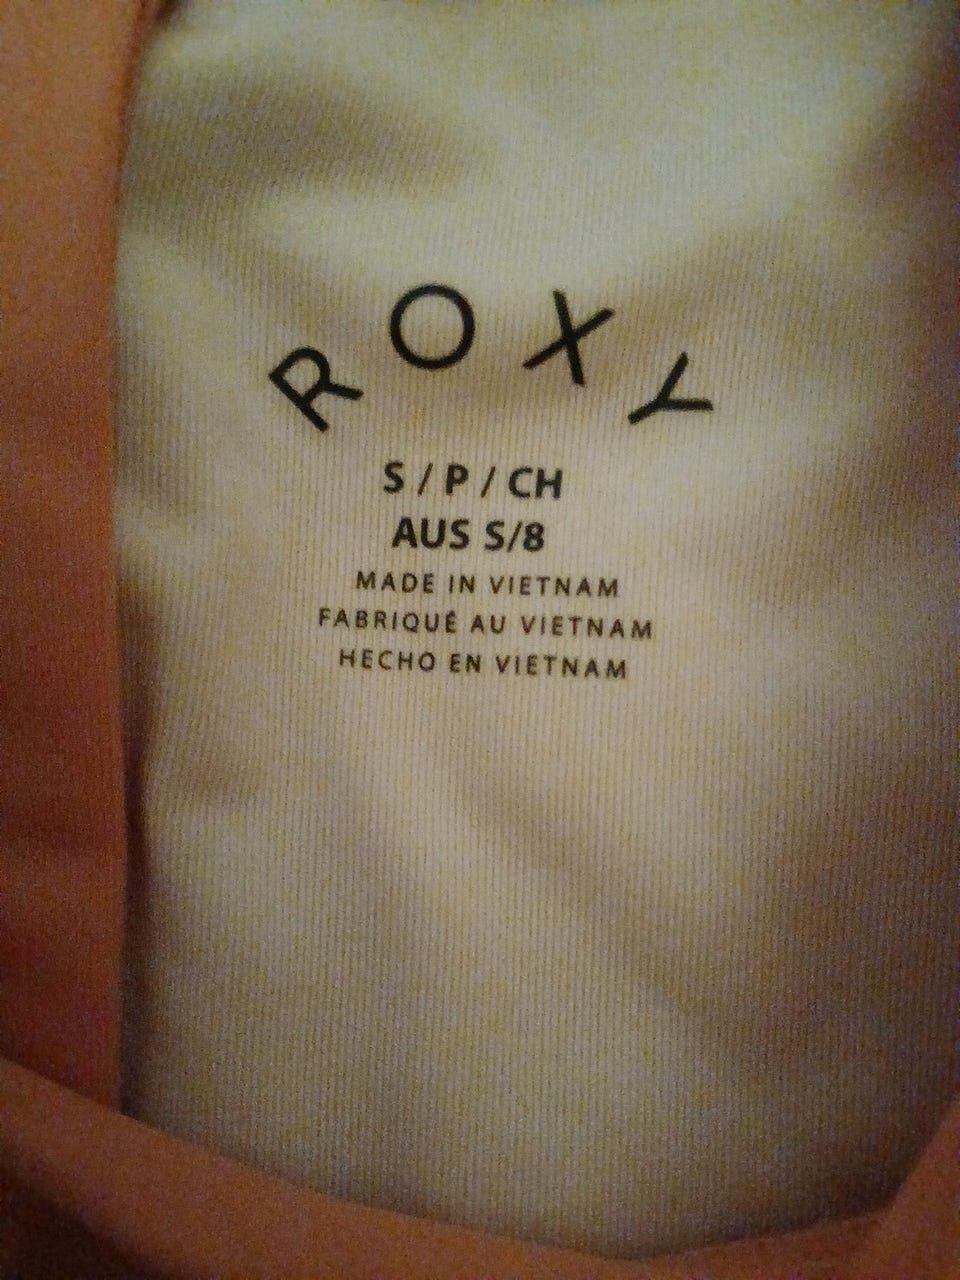 ROXY
S / P / CH
AUS S/8
MADE IN VIETNAM
FABRIQUÉ AU VIETNAM
HECHO EN VIETNAM